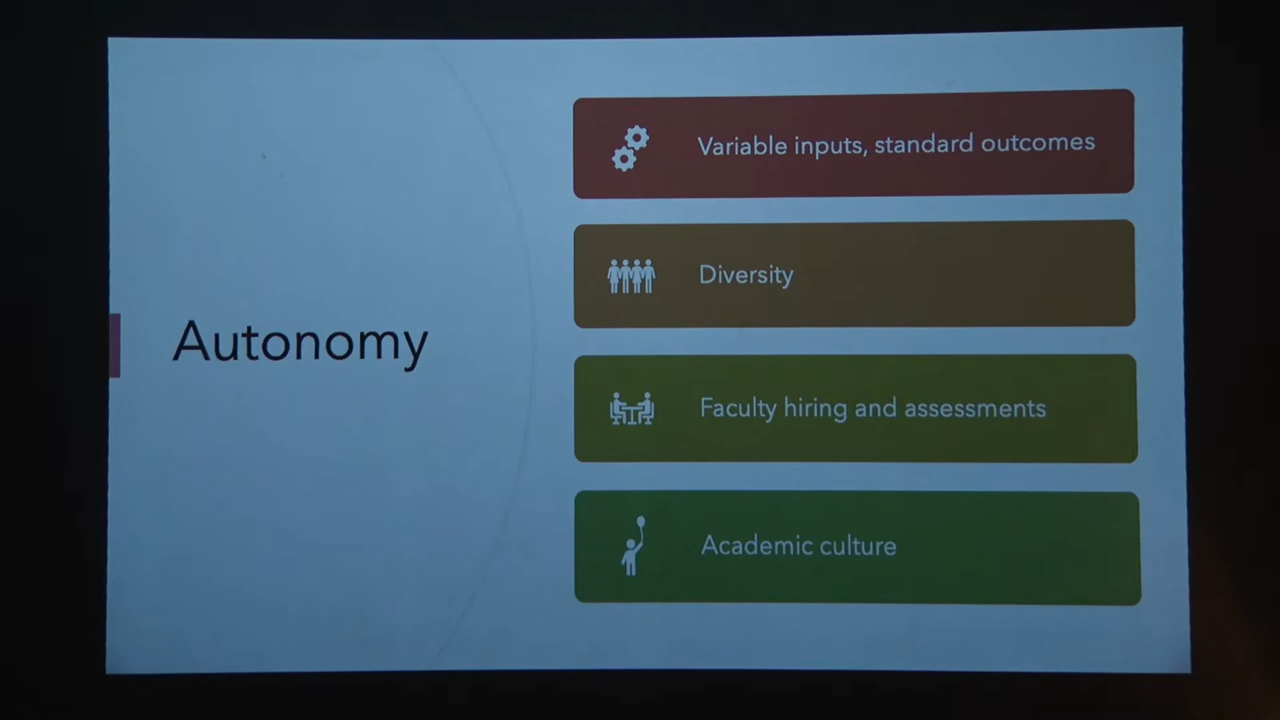 Autonomy
Variable inputs, standard outcomes
Diversity
Faculty hiring and assessments
Academic culture